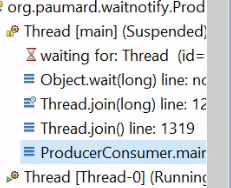 org.paumard.waitnotify.Prod
Thread [main] (Suspended)
waiting for: Thread (id=
Object.wait(long) line: no
Thread.join(long) line: 12
Thread.join() line: 1319
ProducerConsumer.main
Thread [Thread-0] (Running